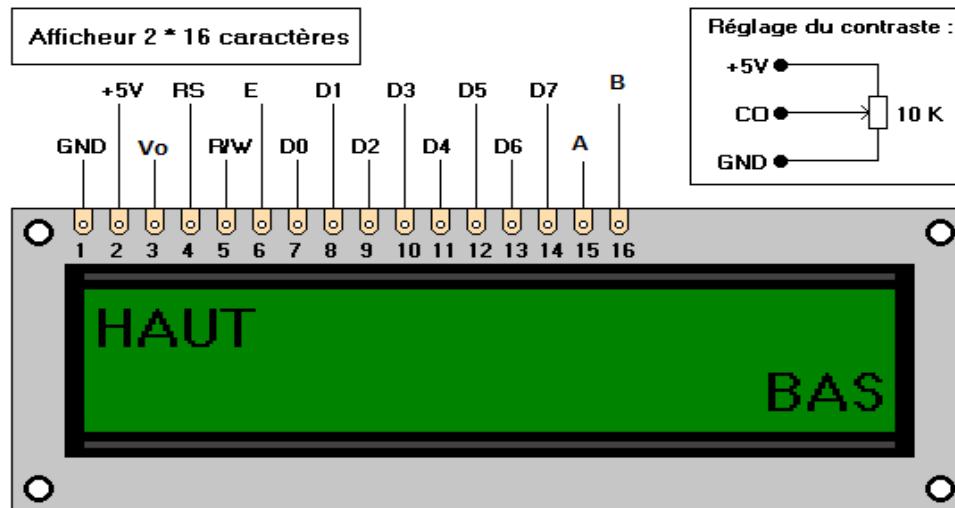 Afficheur 2 * 16 caractères
Réglage du contraste :
+5V
CO
10 K
GND
+5V RS E D1 D3 D5 D7 B
GND Vo R/W D0 D2 D4 D6 A
1 2 3 4 5 6 7 8 9 10 11 12 13 14 15 16
HAUT
BAS